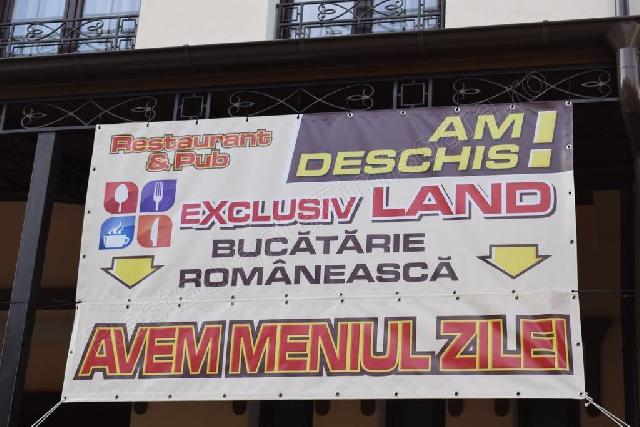 Restaurant
& Pub
AM
DESCHIS!
EXCLUSIV LAND
BUCĂTĂRIE
ROMÂNEASCĂ
AVEM MENIUL ZILEI